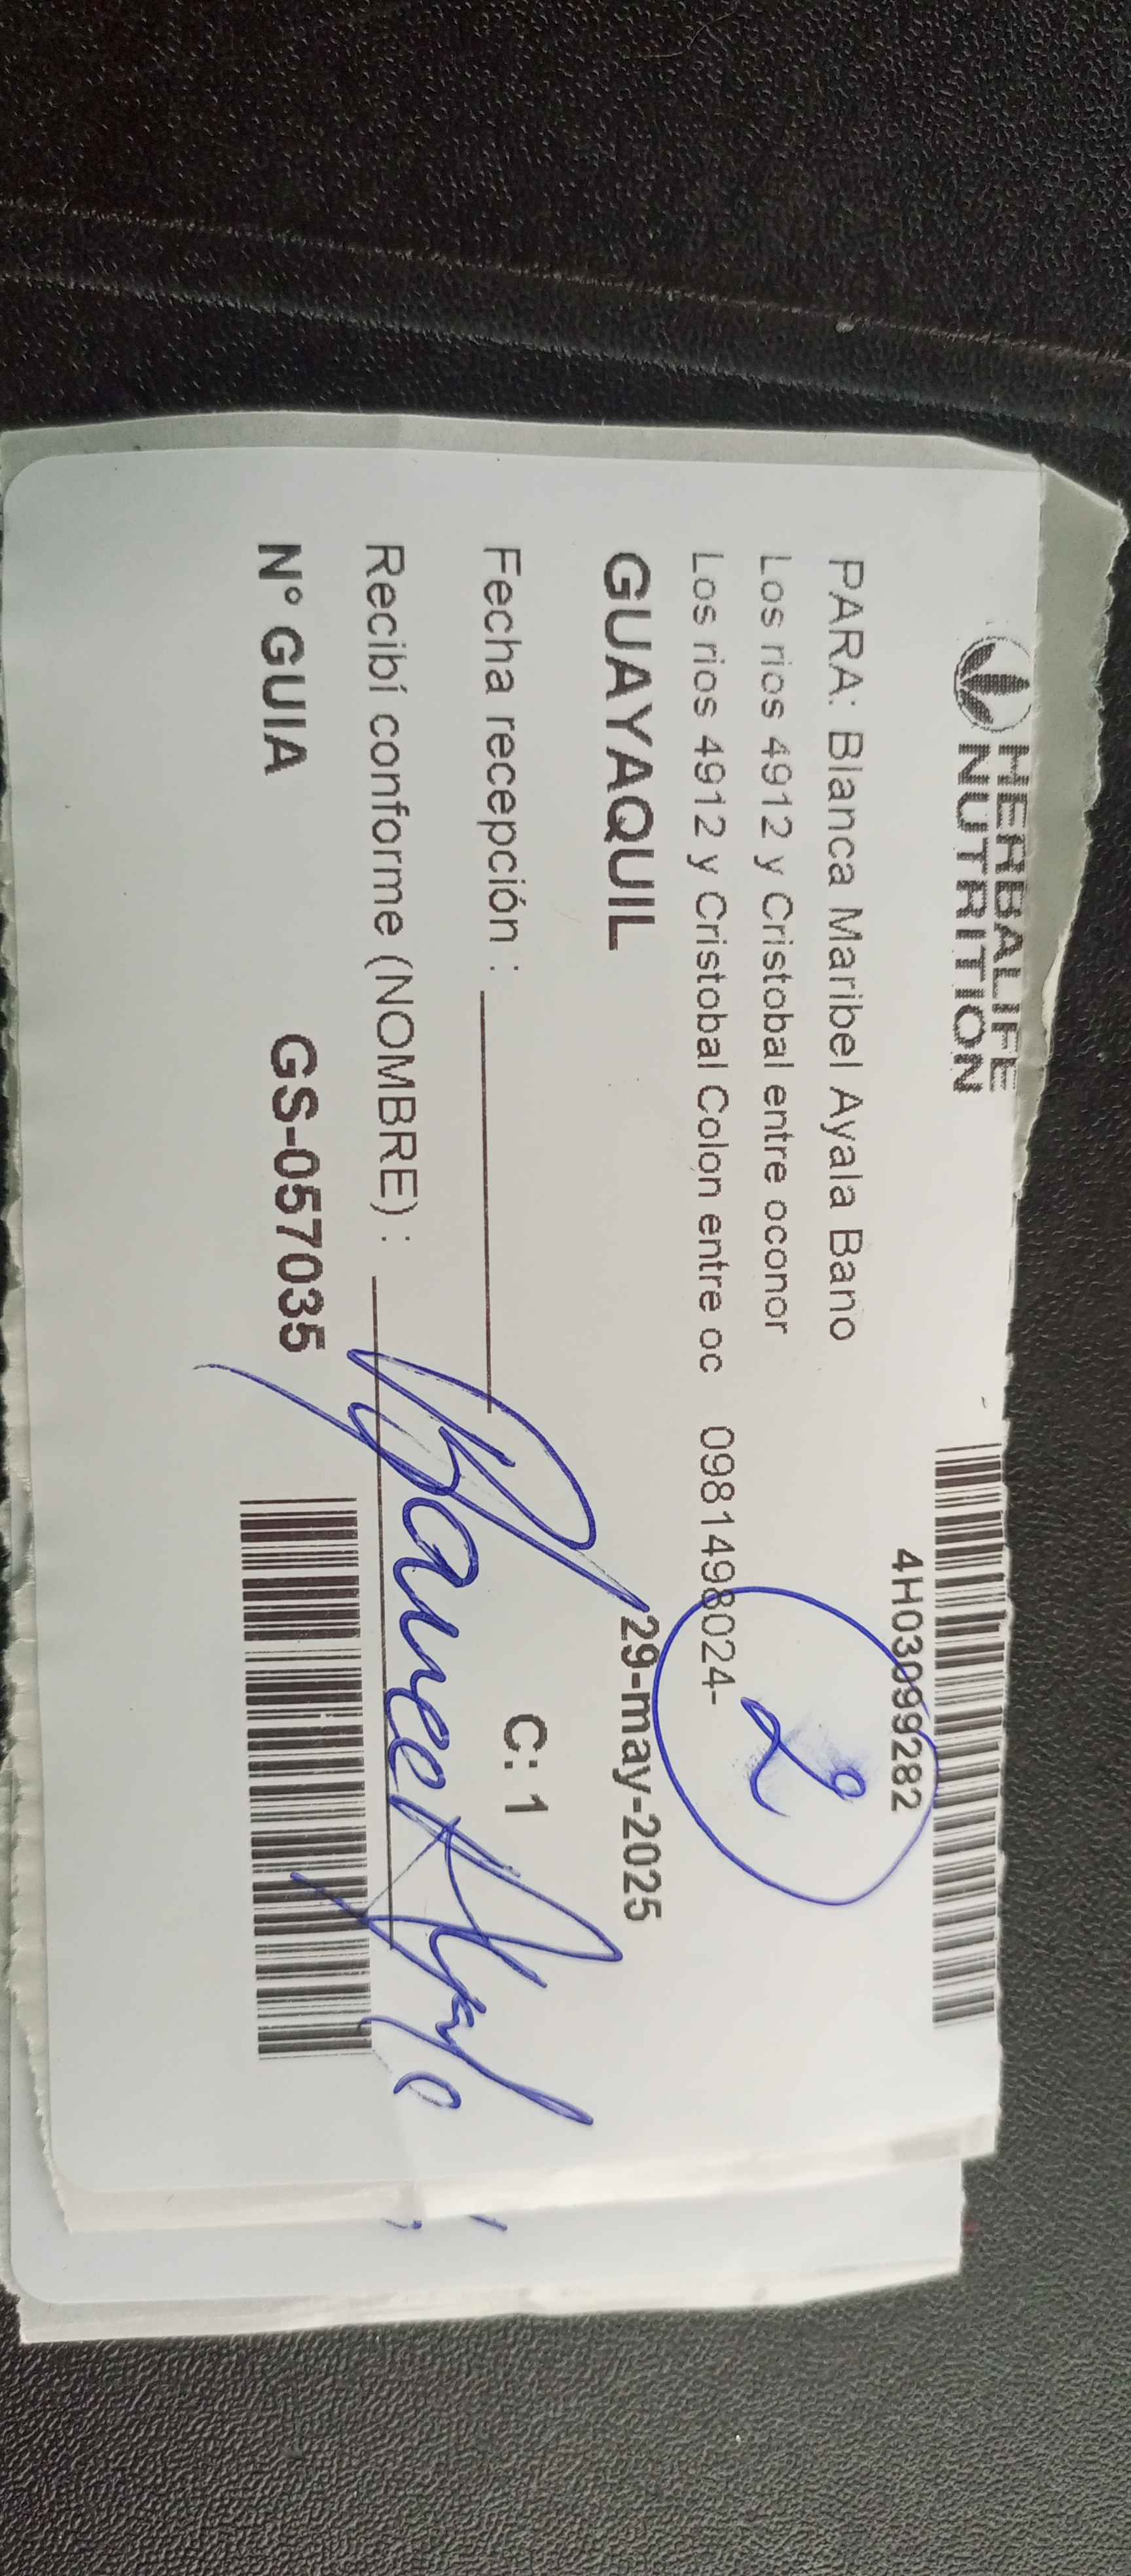 HERBALIFE
NUTRITION
4H03099282
PARA: Blanca Maribel Ayala Bano
Los rios 4912 y Cristobal entre oconor
2
Los rios 4912 y Cristobal Colon entre oc 0981498024-
GUAYAQUIL 29-may-2025
Fecha recepción : C: 1
Recibí conforme (NOMBRE) :
N° GUIA GS-057035